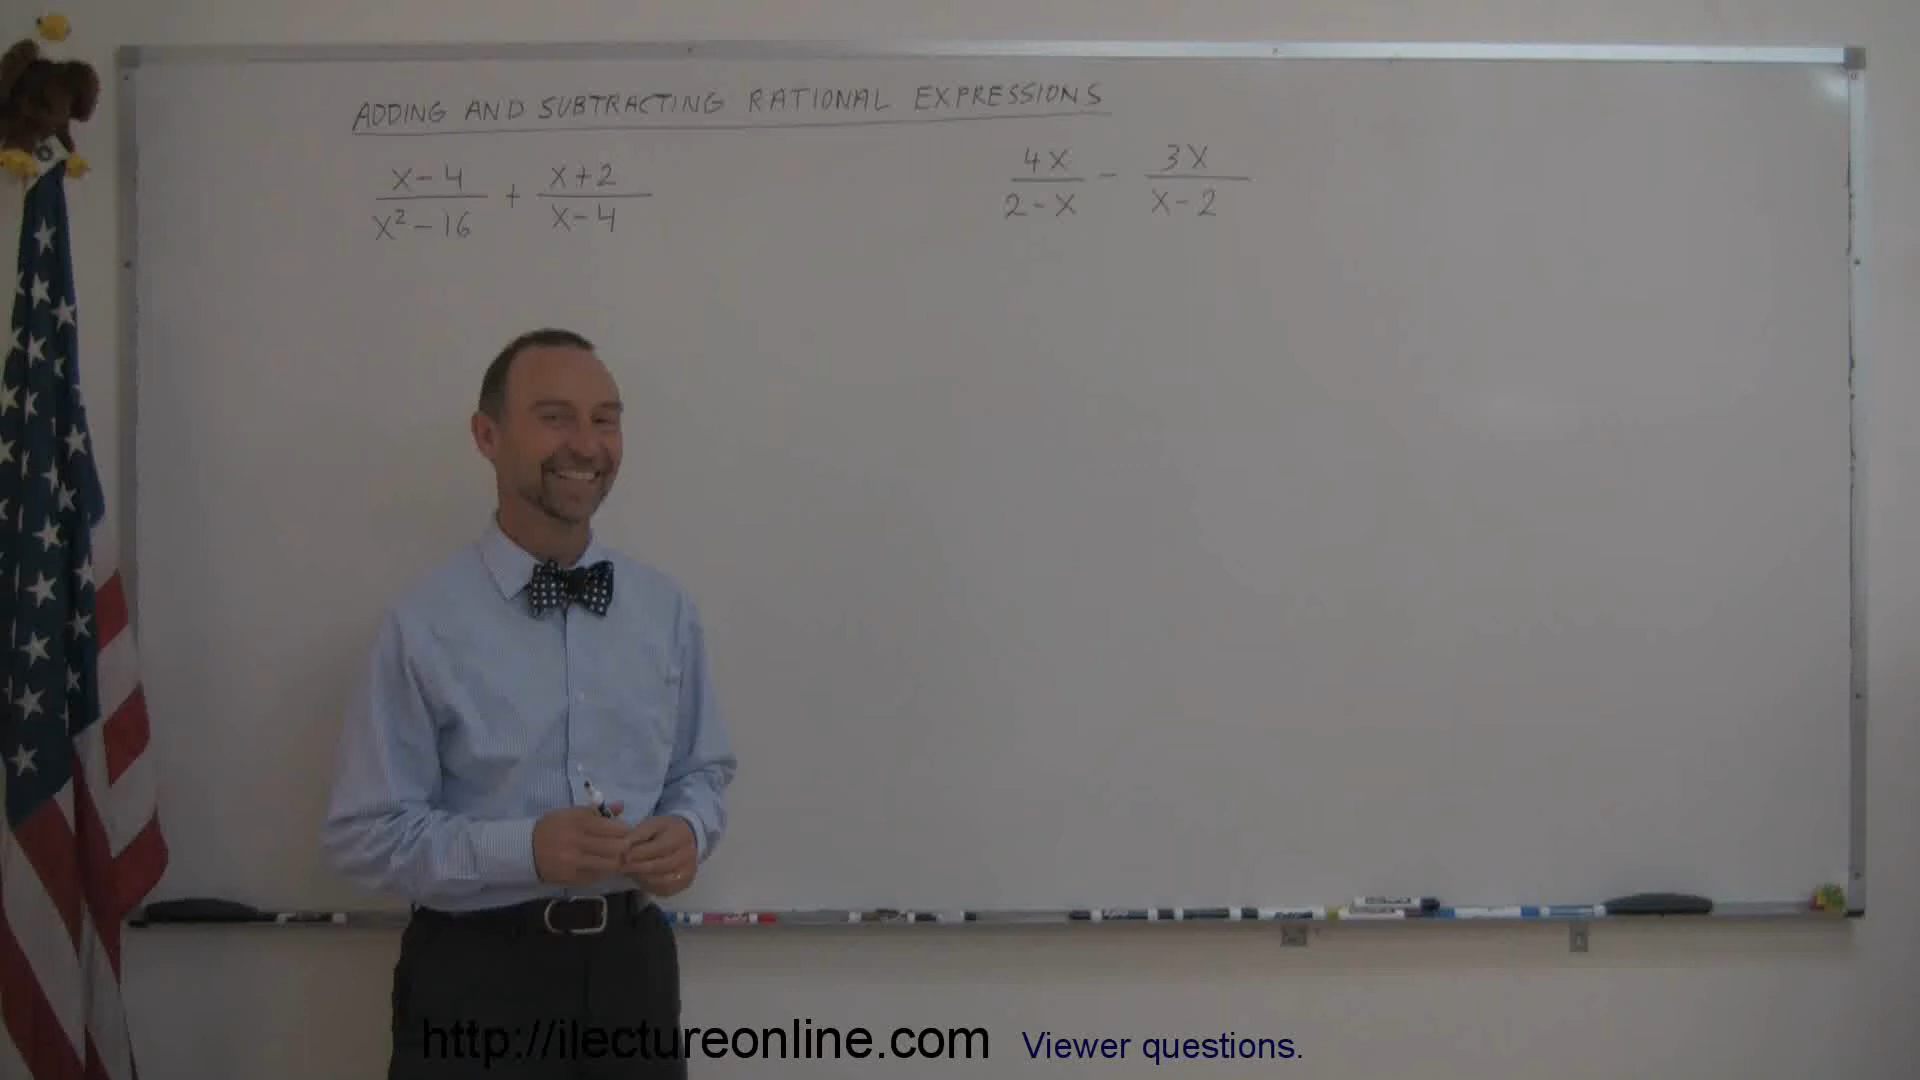 ADDING AND SUBTRACTING RATIONAL EXPRESSIONS
x-4/x²-16 + x+2/x-4
4x/2-x - 3x/x-2
http://ilectureonline.com Viewer questions.